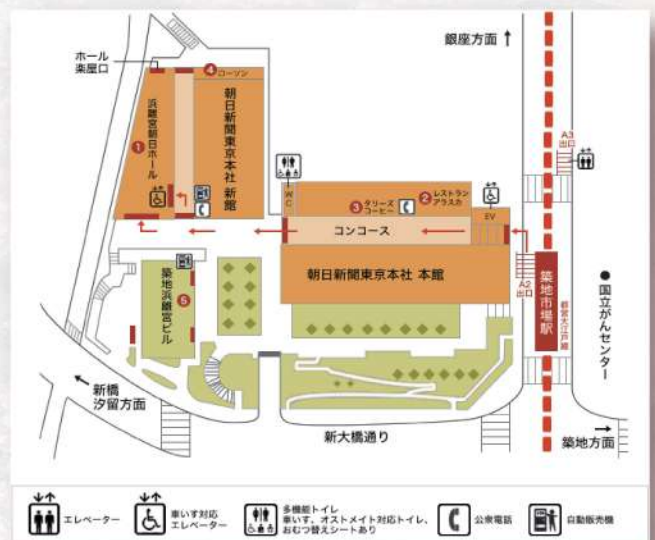 ホール
楽屋口
銀座方面
4 ローソン
浜離宮朝日ホール
1
朝日新聞東京本社 新館
WC
3 タリーズ
コーヒー
2 レストラン
アラスカ
EV
コンコース
朝日新聞東京本社 本館
A3
出口
A2
出口
築地市場駅
都営大江戸線
●国立がんセンター
築地浜離宮ビル
5
新橋
汐留方面
新大橋通り
築地方面
エレベーター
車いす対応
エレベーター
多機能トイレ
車いす、オストメイト対応トイレ、
おむつ替えシートあり
公衆電話
自動販売機